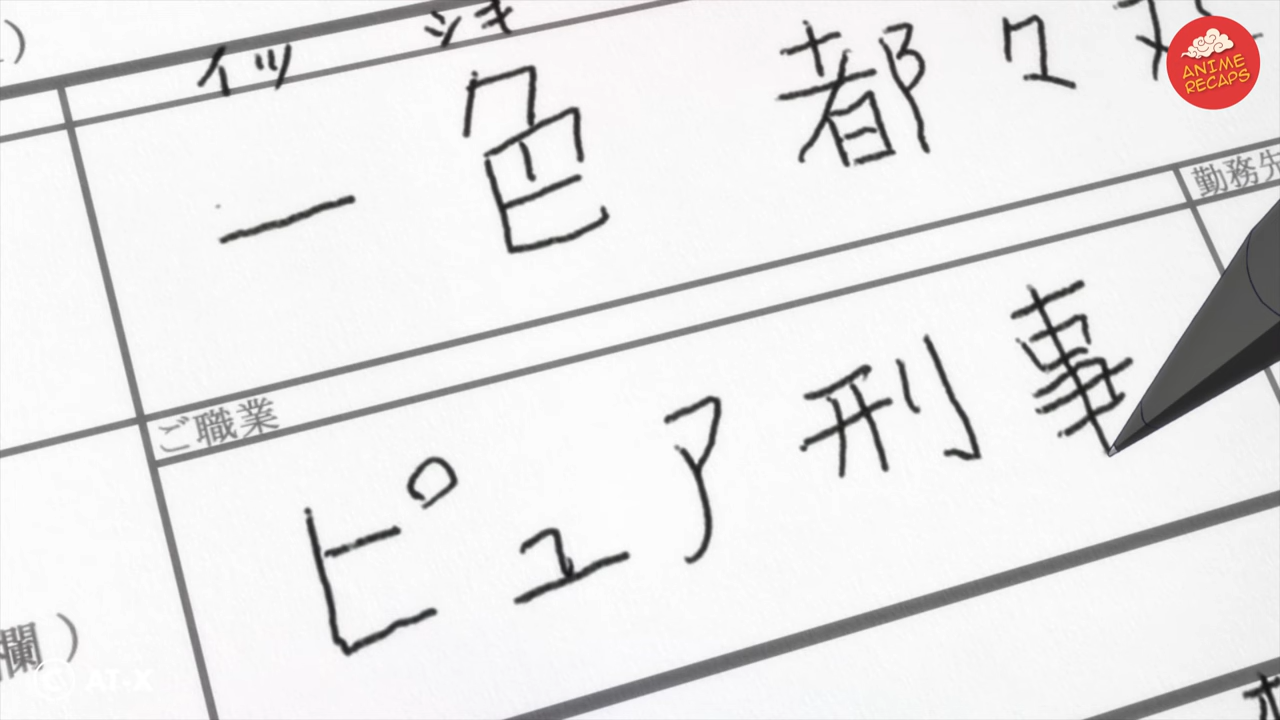 イッ シキ
一色 都々
勤務先
ご職業
ピュア刑事
欄)
ANIME RECAPS
© AT-X